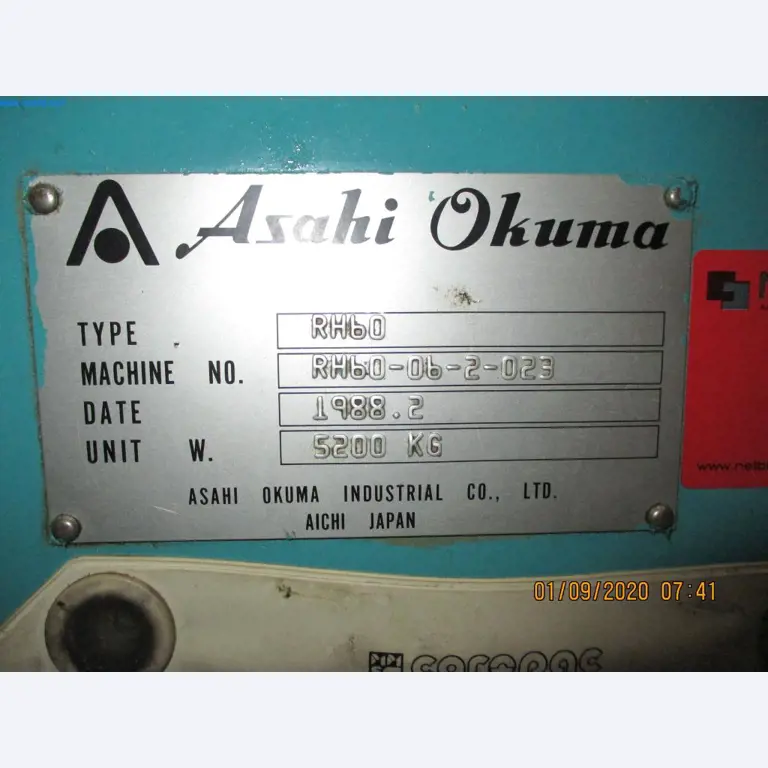 Asahi Okuma
TYPE RH60
MACHINE NO. RH60-06-2-023
DATE 1988.2
UNIT W. 5200 KG
ASAHI OKUMA INDUSTRIAL CO., LTD.
AICHI JAPAN
01/09/2020 07:41